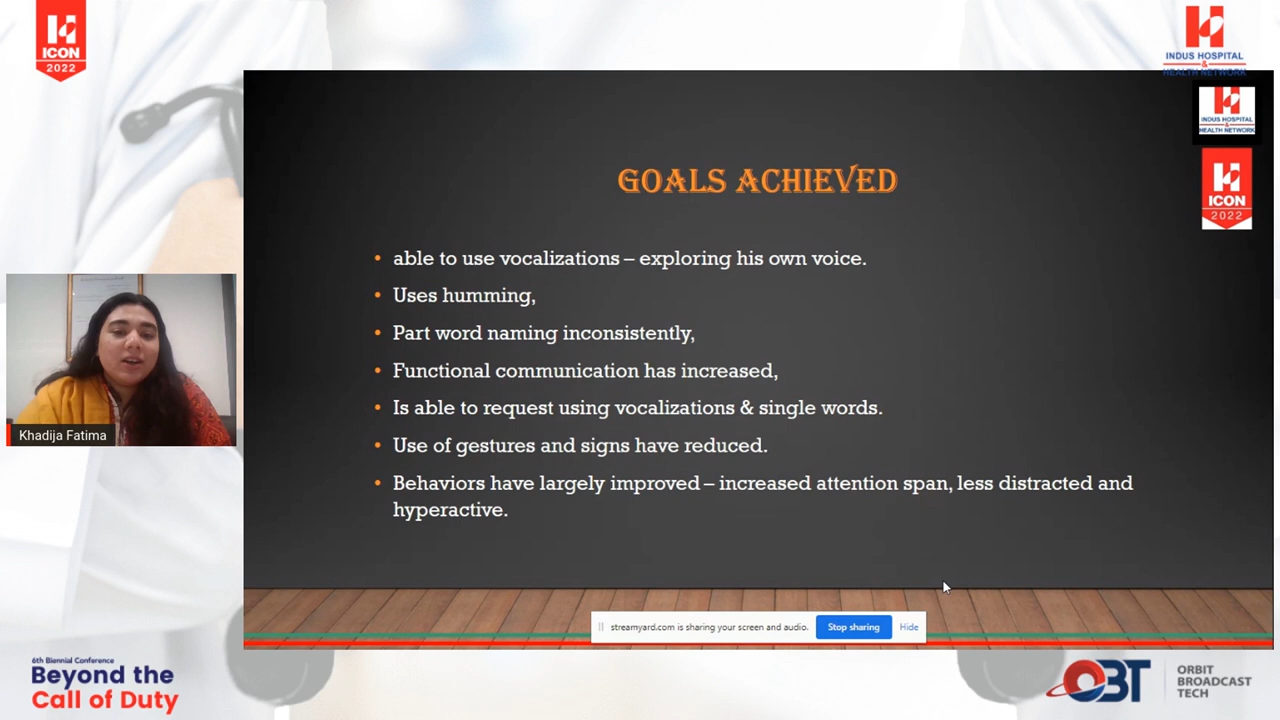 ICON
2022
INDUS HOSPITAL
&
HEALTH NETWORK
INDUS HOSPITAL
&
HEALTH NETWORK
ICON
2022
GOALS ACHIEVED
• able to use vocalizations – exploring his own voice.
• Uses humming,
• Part word naming inconsistently,
• Functional communication has increased,
• Is able to request using vocalizations & single words.
• Use of gestures and signs have reduced.
• Behaviors have largely improved – increased attention span, less distracted and
hyperactive.
Khadija Fatima
streamyard.com is sharing your screen and audio. Stop sharing Hide
6th Biennial Conference
Beyond the
Call of Duty
OBT
ORBIT
BROADCAST
TECH